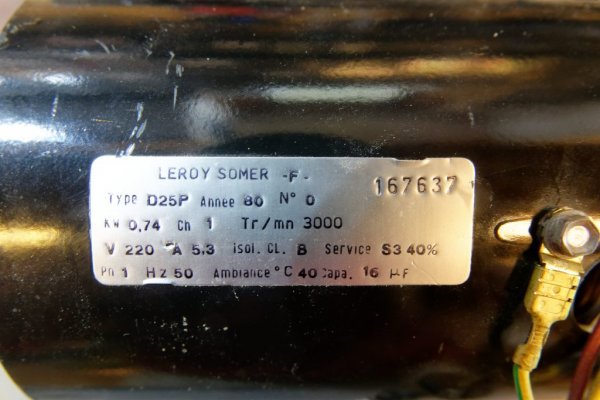 LEROY SOMER -F-
167637
Type D25P Année 80 N° 0
KW 0,74 Ch 1 Tr/mn 3000
V 220 A 5,3 isol. CL. B Service S3 40%
Ph 1 Hz 50 Ambiance °C 40 Capa. 16 µF